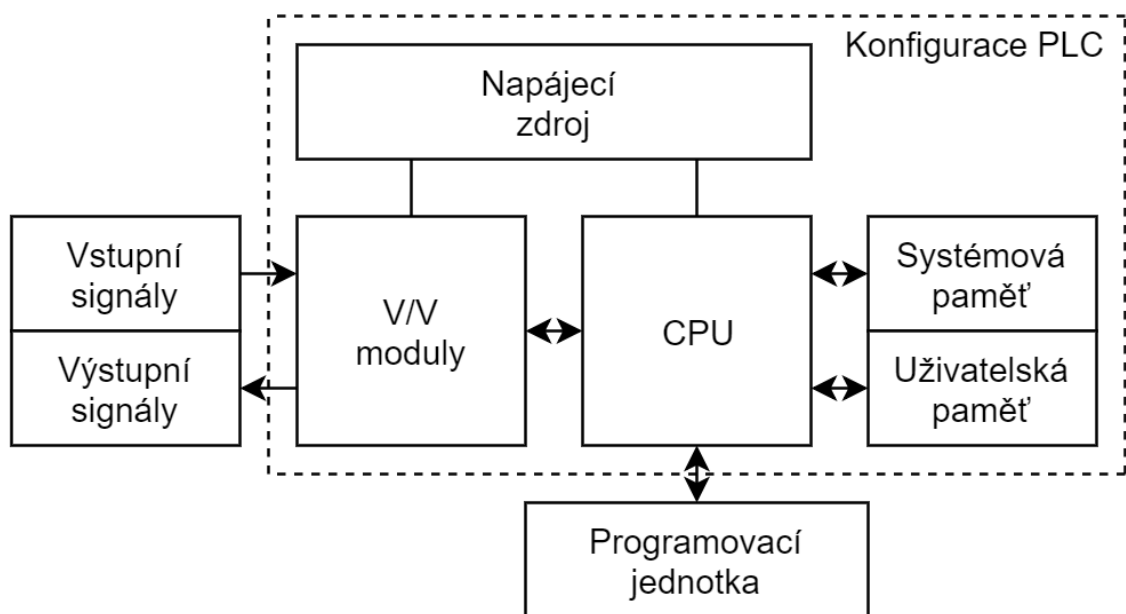 Konfigurace PLC
Napájecí
zdroj
Vstupní
signály
Výstupní
signály
V/V
moduly
CPU
Systémová
paměť
Uživatelská
paměť
Programovací
jednotka